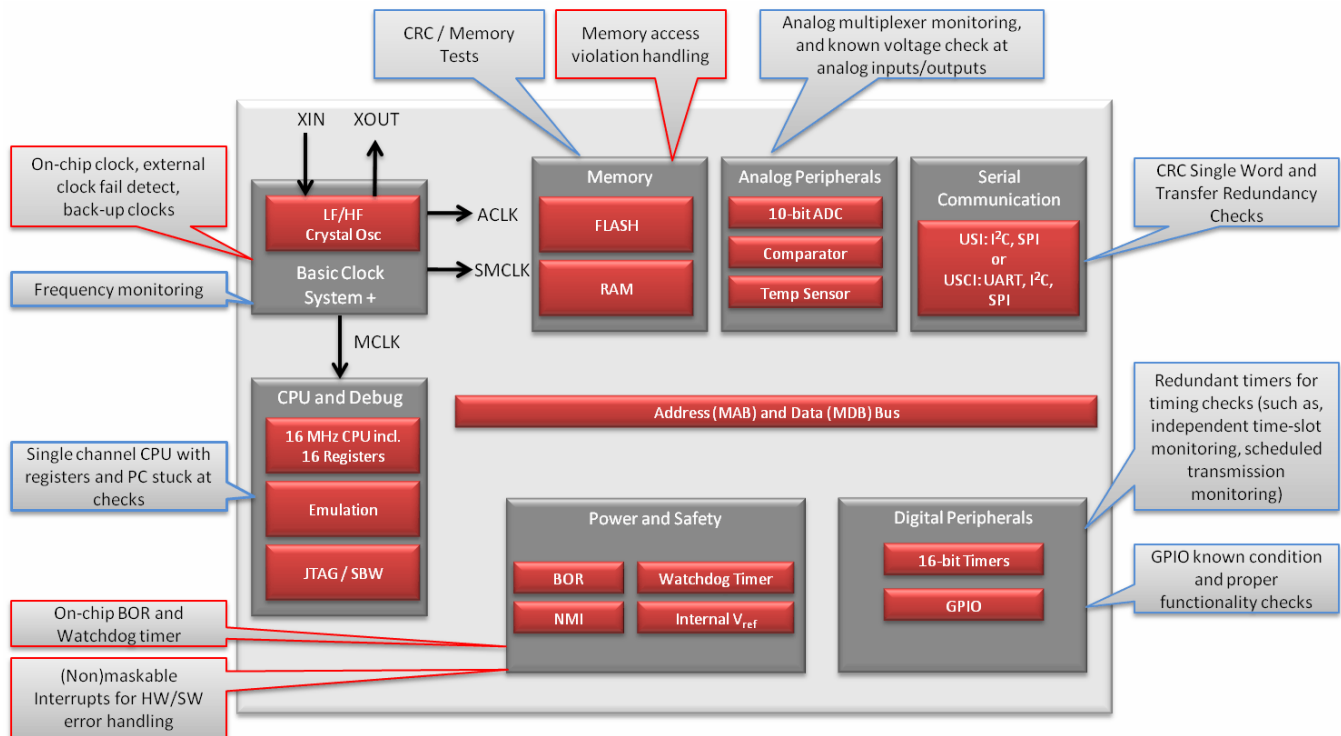 CRC / Memory
Tests
Memory access
violation handling
Analog multiplexer monitoring,
and known voltage check at
analog inputs/outputs
XIN
XOUT
On-chip clock, external
clock fail detect,
back-up clocks
LF/HF
Crystal Osc
Basic Clock
System +
ACLK
SMCLK
MCLK
Frequency monitoring
Memory
FLASH
RAM
Analog Peripherals
10-bit ADC
Comparator
Temp Sensor
Serial
Communication
USI: I²C, SPI
or
USCI: UART, I²C,
SPI
CRC Single Word and
Transfer Redundancy
Checks
CPU and Debug
16 MHz CPU incl.
16 Registers
Emulation
JTAG / SBW
Single channel CPU with
registers and PC stuck at
checks
Address (MAB) and Data (MDB) Bus
Redundant timers for
timing checks (such as,
independent time-slot
monitoring, scheduled
transmission
monitoring)
Power and Safety
BOR
Watchdog Timer
NMI
Internal Vref
Digital Peripherals
16-bit Timers
GPIO
GPIO known condition
and proper
functionality checks
On-chip BOR and
Watchdog timer
(Non)maskable
Interrupts for HW/SW
error handling